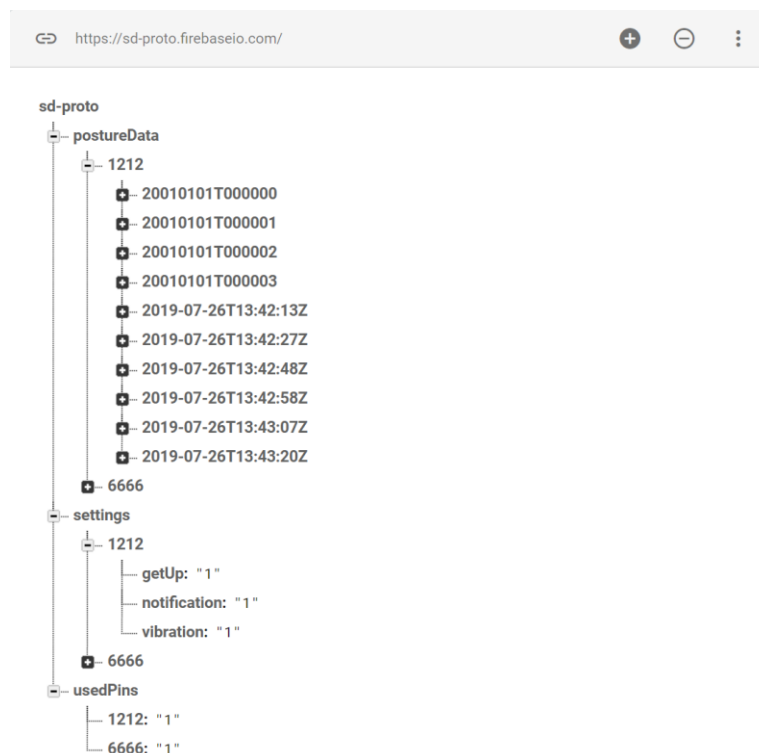 https://sd-proto.firebaseio.com/
sd-proto
postureData
1212
20010101T000000
20010101T000001
20010101T000002
20010101T000003
2019-07-26T13:42:13Z
2019-07-26T13:42:27Z
2019-07-26T13:42:48Z
2019-07-26T13:42:58Z
2019-07-26T13:43:07Z
2019-07-26T13:43:20Z
6666
settings
1212
getUp: "1"
notification: "1"
vibration: "1"
6666
usedPins
1212: "1"
6666: "1"